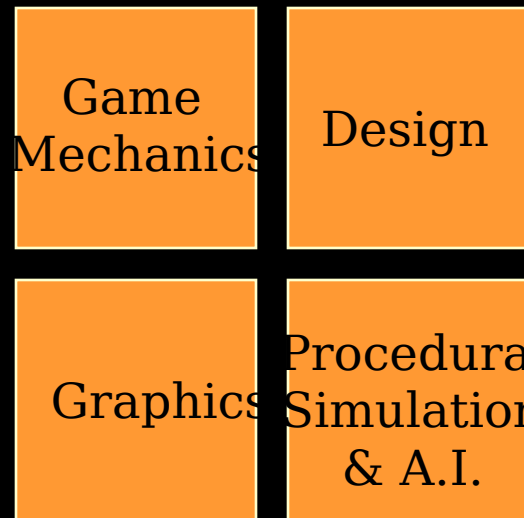 Game
Mechanics
Design
Graphics
Procedura
Simulation
& A.I.